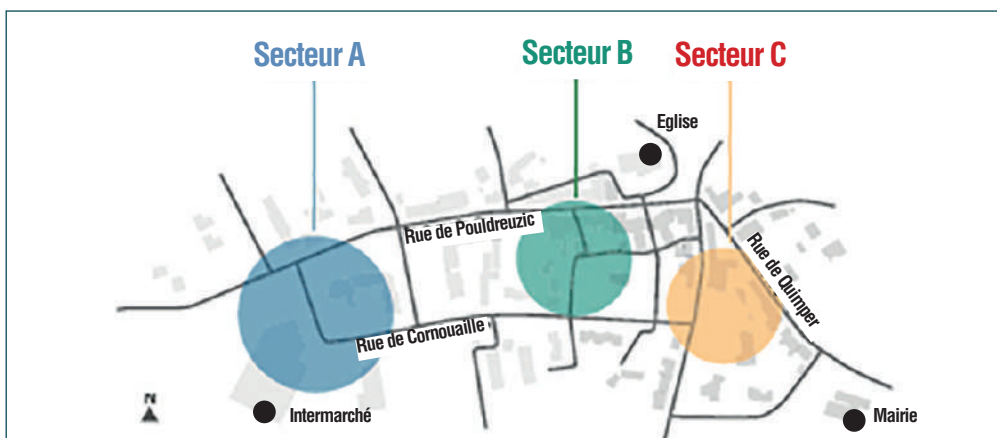 Secteur A
Secteur B
Secteur C
Eglise
Rue de Pouldreuzic
Rue de Quimper
Rue de Cornouaille
N
Intermarché
Mairie